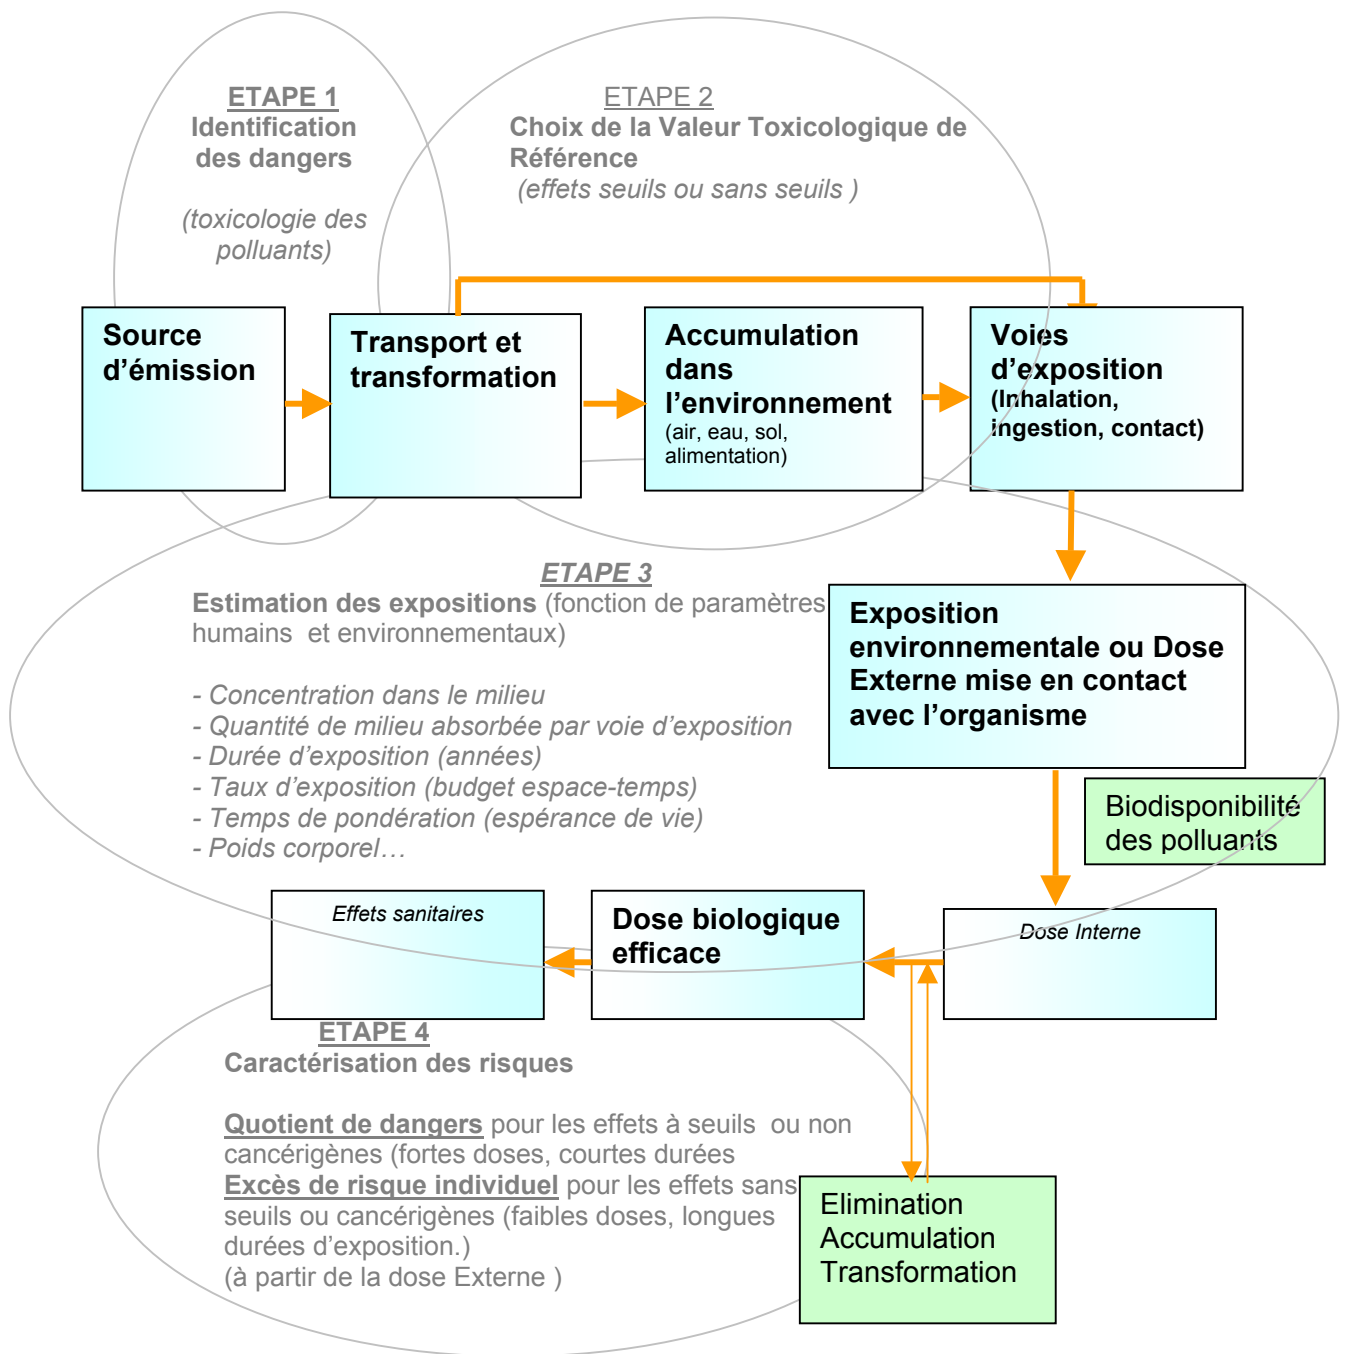 ETAPE 1
Identification
des dangers
(toxicologie des
polluants)
ETAPE 2
Choix de la Valeur Toxicologique de
Référence
(effets seuils ou sans seuils )
Source
d’émission
Transport et
transformation
Accumulation
dans
l’environnement
(air, eau, sol,
alimentation)
Voies
d’exposition
(Inhalation,
ingestion, contact)
ETAPE 3
Estimation des expositions (fonction de paramètres
humains et environnementaux)
- Concentration dans le milieu
- Quantité de milieu absorbée par voie d’exposition
- Durée d’exposition (années)
- Taux d’exposition (budget espace-temps)
- Temps de pondération (espérance de vie)
- Poids corporel…
Exposition
environnementale ou Dose
Externe mise en contact
avec l’organisme
Biodisponibilité
des polluants
Effets sanitaires
Dose biologique
efficace
Dose Interne
ETAPE 4
Caractérisation des risques
Quotient de dangers pour les effets à seuils ou non
cancérigènes (fortes doses, courtes durées
Excès de risque individuel pour les effets sans
seuils ou cancérigènes (faibles doses, longues
durées d’exposition.)
(à partir de la dose Externe )
Elimination
Accumulation
Transformation